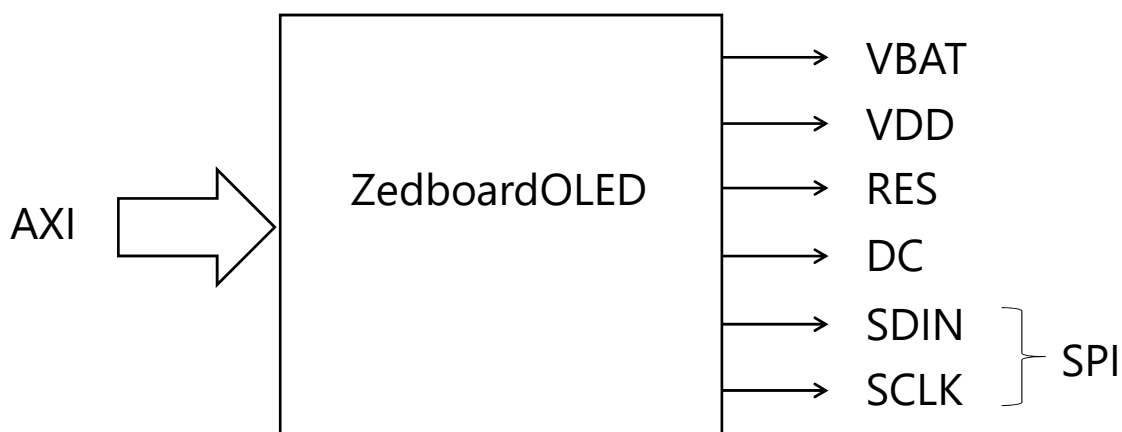 AXI
ZedboardOLED
VBAT
VDD
RES
DC
SDIN
SCLK
SPI